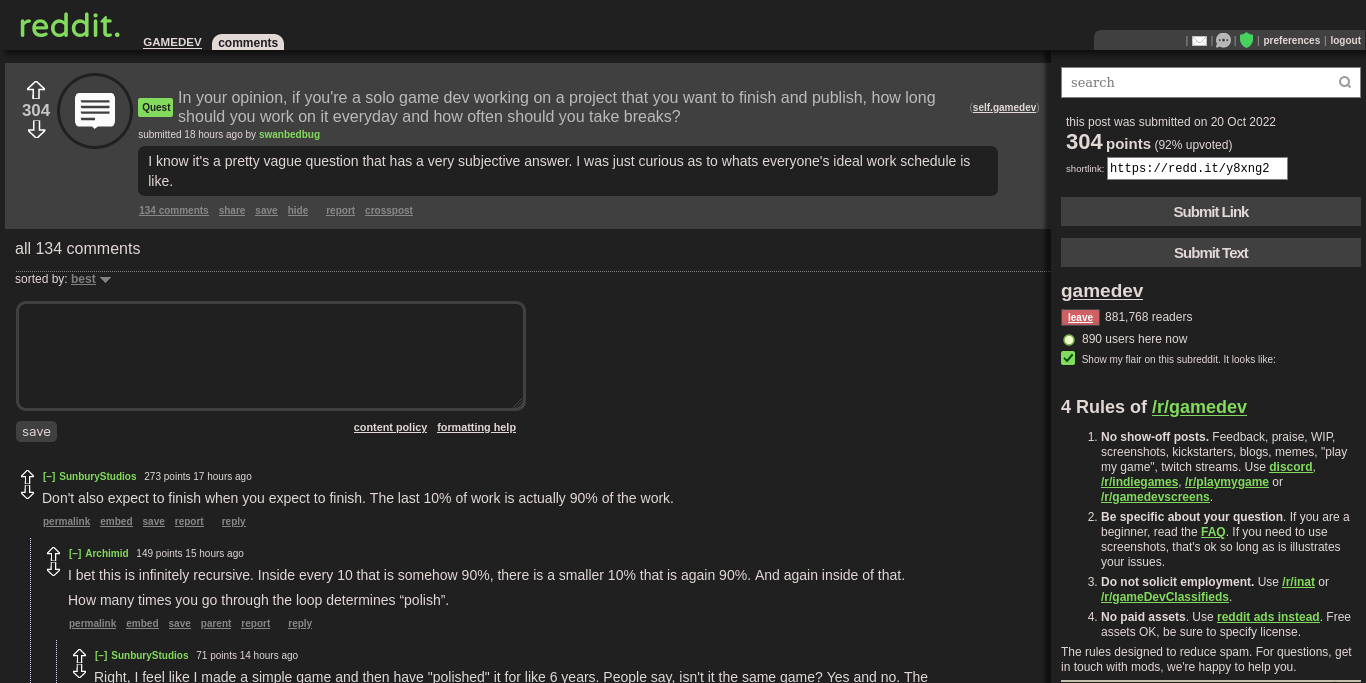 reddit.
GAMEDEV comments
| | | | preferences | logout
304
Quest
In your opinion, if you're a solo game dev working on a project that you want to finish and publish, how long
should you work on it everyday and how often should you take breaks?
(self.gamedev)
submitted 18 hours ago by swanbedbug
I know it's a pretty vague question that has a very subjective answer. I was just curious as to whats everyone's ideal work schedule is
like.
134 comments share save hide report crosspost
all 134 comments
sorted by: best
save
content policy formatting help
[–] SunburyStudios 273 points 17 hours ago
Don't also expect to finish when you expect to finish. The last 10% of work is actually 90% of the work.
permalink embed save report reply
[–] Archimid 149 points 15 hours ago
I bet this is infinitely recursive. Inside every 10 that is somehow 90%, there is a smaller 10% that is again 90%. And again inside of that.
How many times you go through the loop determines “polish”.
permalink embed save parent report reply
[–] SunburyStudios 71 points 14 hours ago
Right, I feel like I made a simple game and then have "polished" it for like 6 years. People say, isn't it the same game? Yes and no. The
search
this post was submitted on 20 Oct 2022
304 points (92% upvoted)
shortlink: https://redd.it/y8xng2
Submit Link
Submit Text
gamedev
leave 881,768 readers
890 users here now
Show my flair on this subreddit. It looks like:
4 Rules of /r/gamedev
1. No show-off posts. Feedback, praise, WIP,
screenshots, kickstarters, blogs, memes, "play
my game", twitch streams. Use discord,
/r/indiegames, /r/playmygame or
/r/gamedevscreens.
2. Be specific about your question. If you are a
beginner, read the FAQ. If you need to use
screenshots, that's ok so long as is illustrates
your issues.
3. Do not solicit employment. Use /r/inat or
/r/gameDevClassifieds.
4. No paid assets. Use reddit ads instead. Free
assets OK, be sure to specify license.
The rules designed to reduce spam. For questions, get
in touch with mods, we're happy to help you.